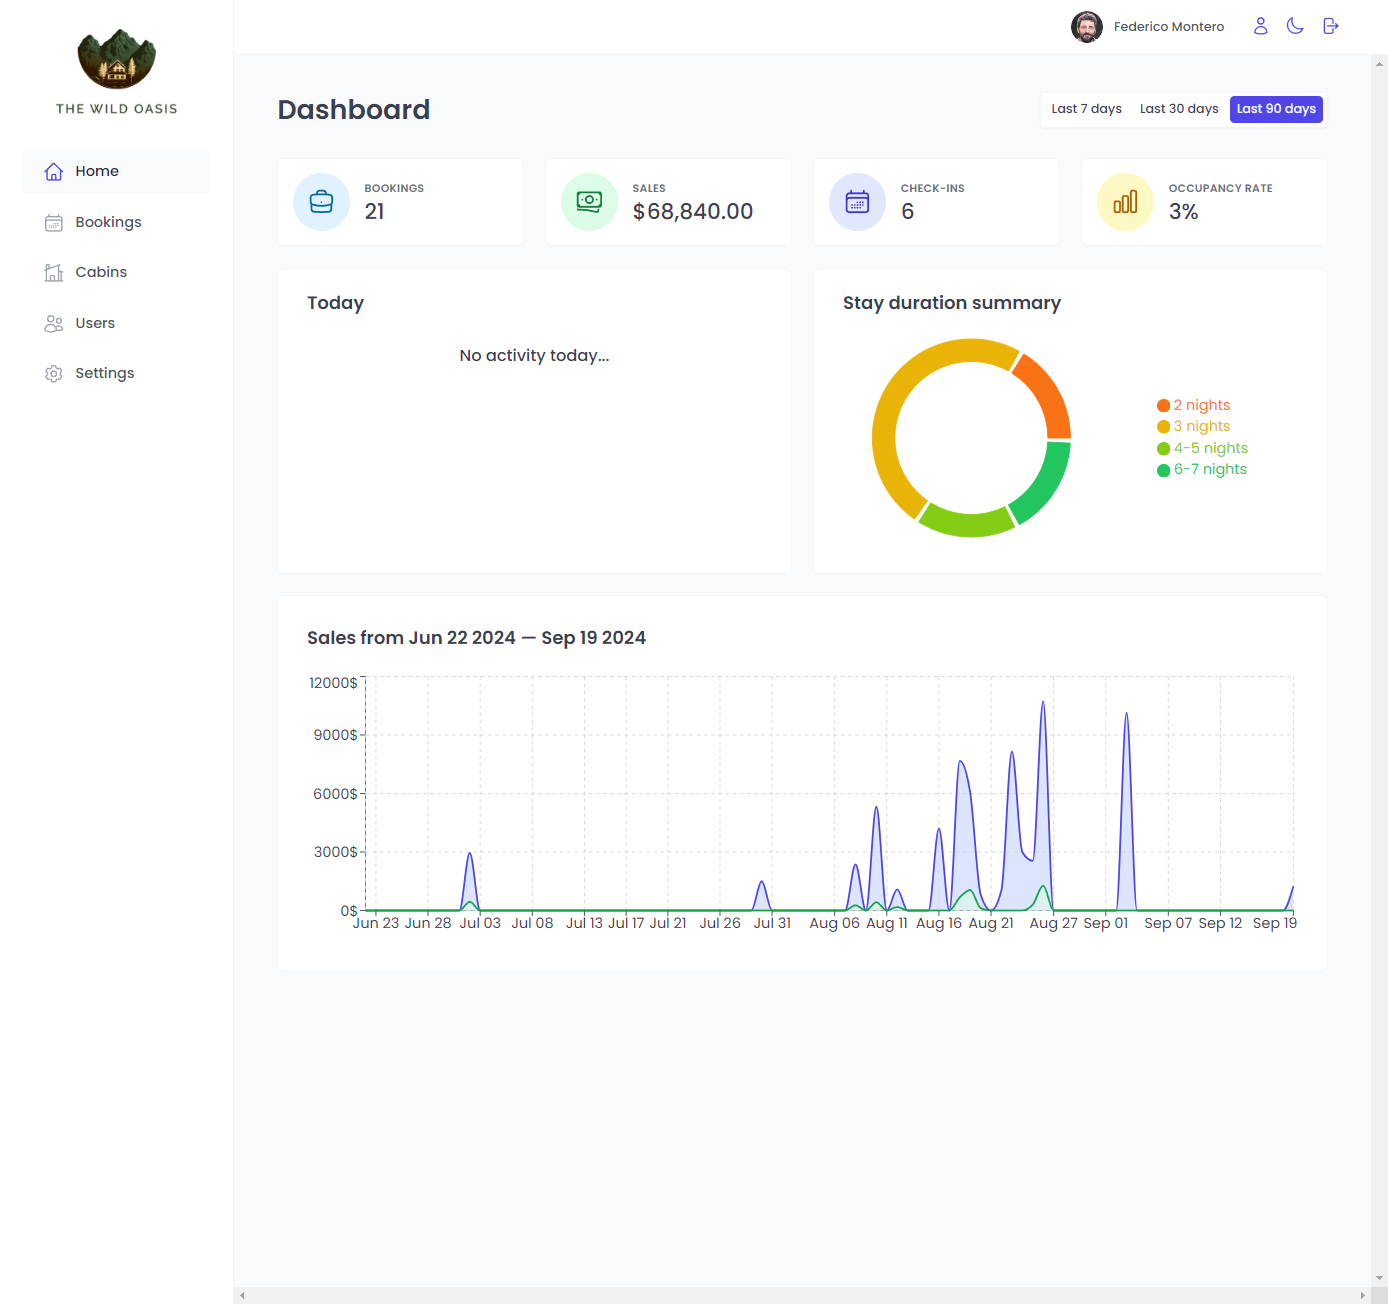 THE WILD OASIS
Home
Bookings
Cabins
Users
Settings
Federico Montero
Dashboard
Last 7 days Last 30 days Last 90 days
BOOKINGS
21
SALES
$68,840.00
CHECK-INS
6
OCCUPANCY RATE
3%
Today
No activity today...
Stay duration summary
2 nights
3 nights
4-5 nights
6-7 nights
Sales from Jun 22 2024 — Sep 19 2024
12000$
9000$
6000$
3000$
0$
Jun 23 Jun 28 Jul 03 Jul 08 Jul 13 Jul 17 Jul 21 Jul 26 Jul 31 Aug 06 Aug 11 Aug 16 Aug 21 Aug 27 Sep 01 Sep 07 Sep 12 Sep 19